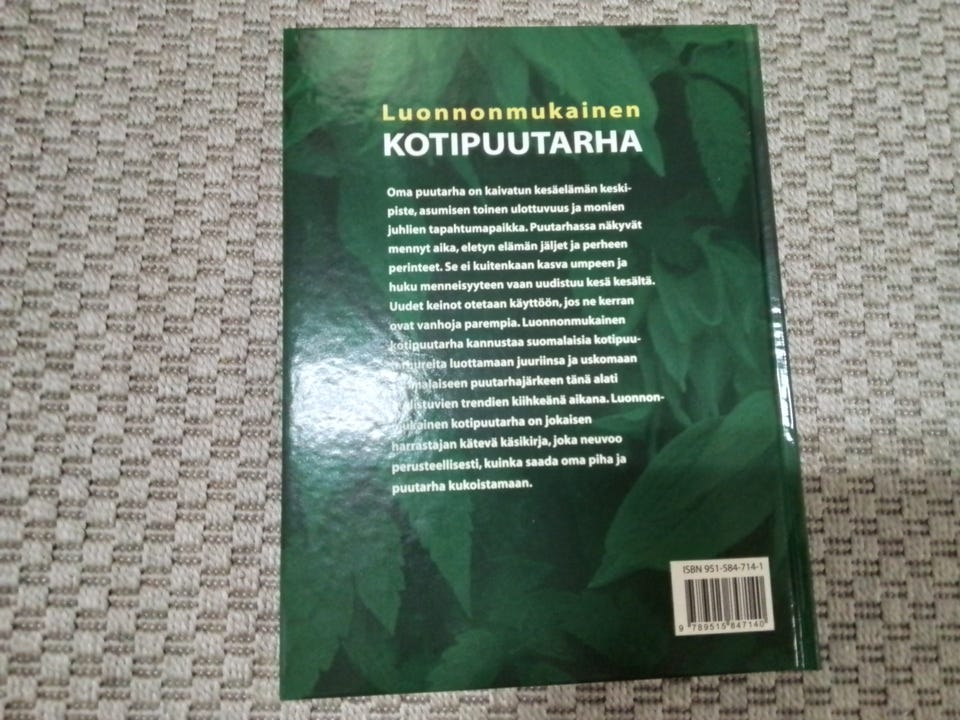 Luonnonmukainen
KOTIPUUTARHA
Oma puutarha on kaivatun kesäelämän keski-
piste, asumisen toinen ulottuvuus ja monien
juhlien tapahtumapaikka. Puutarhassa näkyvät
mennyt aika, eletyn elämän jäljet ja perheen
perinteet. Se ei kuitenkaan kasva umpeen ja
huku menneisyyteen vaan uudistuu kesä kesältä.
Uudet keinot otetaan käyttöön, jos ne kerran
ovat vanhoja parempia. Luonnonmukainen
kotipuutarha kannustaa suomalaisia kotipuu-
tarhureita luottamaan juuriinsa ja uskomaan
suomalaiseen puutarhajärkeen tänä alati
trendien kiihkeänä aikana. Luonnon-
mukainen kotipuutarha on jokaisen
harrastajan kätevä käsikirja, joka neuvoo
perusteellisesti, kuinka saada oma piha ja
puutarha kukoistamaan.
ISBN 951-584-714-1
9 789515 847140